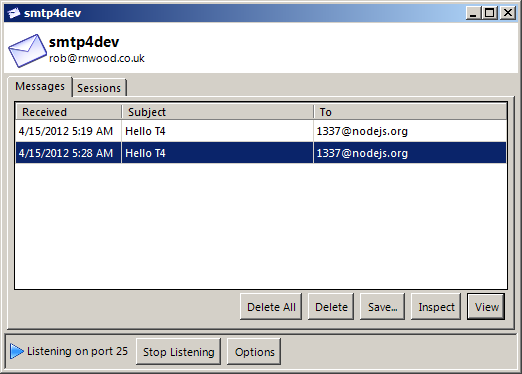 smtp4dev
smtp4dev
rob@rnwood.co.uk
Messages Sessions
Received Subject To
4/15/2012 5:19 AM Hello T4 1337@nodejs.org
4/15/2012 5:28 AM Hello T4 1337@nodejs.org
Delete All Delete Save... Inspect View
Listening on port 25 Stop Listening Options